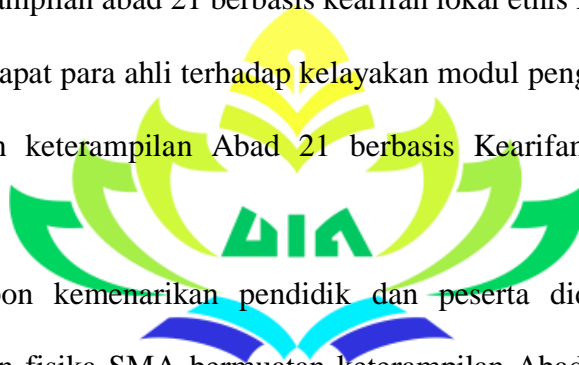 ampilan abad 21 berbasis kearifan lokal etnis
apat para ahli terhadap kelayakan modul peng
keterampilan Abad 21 berbasis Kearifan
UIN
pon kemenarikan pendidik dan peserta di
fisika SMA bermuatan keterampilan Abad